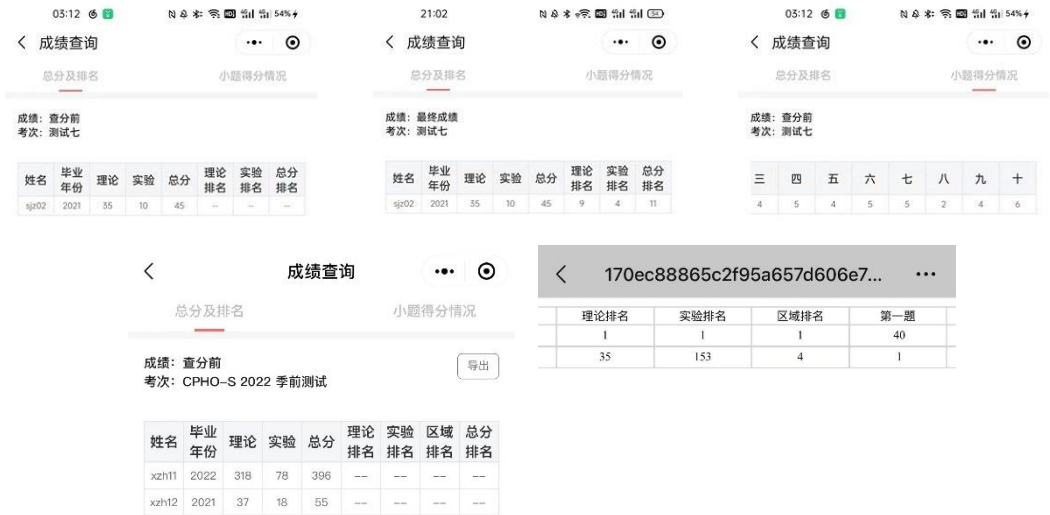 03:12 54%
成绩查询
总分及排名 小题得分情况
成绩：查分前
考次：测试七
姓名 毕业年份 理论 实验 总分 理论排名 实验排名 总分排名
sjz02 2021 35 10 45 -- -- --
21:02 54
成绩查询
总分及排名 小题得分情况
成绩：最终成绩
考次：测试七
姓名 毕业年份 理论 实验 总分 理论排名 实验排名 总分排名
sjz02 2021 35 10 45 9 4 11
03:12 54%
成绩查询
总分及排名 小题得分情况
成绩：查分前
考次：测试七
三 四 五 六 七 八 九 十
4 5 4 5 5 2 4 6
成绩查询
总分及排名 小题得分情况
成绩：查分前
导出
考次：CPHO-S 2022 季前测试
姓名 毕业年份 理论 实验 总分 理论排名 实验排名 区域排名 总分排名
xzh11 2022 318 78 396 -- -- -- --
xzh12 2021 37 18 55 -- -- -- --
170ec88865c2f95a657d606e7...
理论排名 实验排名 区域排名 第一题
1 1 1 40
35 153 4 1